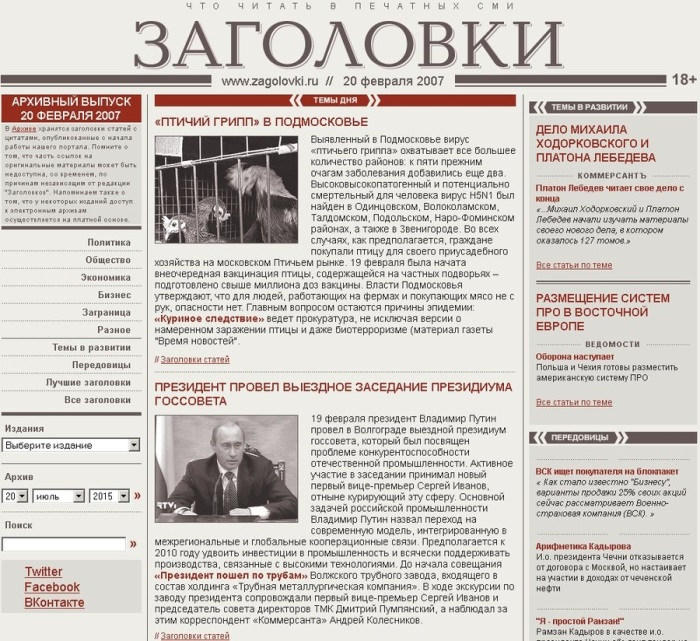 ЧТО ЧИТАТЬ В ПЕЧАТНЫХ СМИ
ЗАГОЛОВКИ
www.zagolovki.ru // 20 февраля 2007
18+
АРХИВНЫЙ ВЫПУСК
20 ФЕВРАЛЯ 2007
В Архиве хранятся заголовки статей с
цитатами, опубликованные с начала
работы нашего портала. Помните о
том, что часть ссылок на
оригинальные материалы может быть
недоступна, со временем, по
причинам независящим от редакции
"Заголовков". Напоминаем также о
том, что у некоторых изданий доступ
к электронным архивам
осуществляется на платной основе.
Политика
Общество
Экономика
Бизнес
Заграница
Разное
Темы в развитии
Передовицы
Лучшие заголовки
Все заголовки
Издания
Выберите издание
Архив
20 июль 2015 »
Поиск
»
Twitter
Facebook
ВКонтакте
ТЕМЫ ДНЯ
«ПТИЧИЙ ГРИПП» В ПОДМОСКОВЬЕ
Выявленный в Подмосковье вирус
«птичьего гриппа» охватывает все большее
количество районов: к пяти прежним
очагам заболевания добавились еще два.
Высоковысокопатогенный и потенциально
смертельный для человека вирус H5N1 был
найден в Одинцовском, Волоколамском,
Талдомском, Подольском, Наро-Фоминском
районах, а также в Звенигороде. Во всех
случаях, как предполагается, граждане
покупали птицу для своего приусадебного
хозяйства на московском Птичьем рынке. 19 февраля была начата
внеочередная вакцинация птицы, содержащейся на частных подворьях –
подготовлено свыше миллиона доз вакцины. Власти Подмосковья
утверждают, что для людей, работающих на фермах и покупающих мясо не с
рук, опасности нет. Главным вопросом остаются причины эпидемии:
«Куриное следствие» ведет прокуратура, не исключая версии о
намеренном заражении птицы и даже биотерроризме (материал газеты
"Время новостей".
// Заголовки статей
ПРЕЗИДЕНТ ПРОВЕЛ ВЫЕЗДНОЕ ЗАСЕДАНИЕ ПРЕЗИДИУМА
ГОССОВЕТА
19 февраля президент Владимир Путин
провел в Волгограде выездной президиум
госсовета, который был посвящен
проблеме конкурентоспособности
отечественной промышленности. Активное
участие в заседании принимал новый
первый вице-премьер Сергей Иванов,
отныне курирующий эту сферу. Основной
задачей российской промышленности
Владимир Путин назвал переход на
современную модель, интегрированную в
межрегиональные и глобальные кооперационные связи. Предполагается к
2010 году удвоить инвестиции в промышленность и всячески поддерживать
производства, связанные с высокими технологиями. До начала совещания
«Президент пошел по трубам» Волжского трубного завода, входящего в
состав холдинга «Трубная металлургическая компания». В ходе экскурсии по
заводу президента сопровождал первый вице-премьер Сергей Иванов и
председатель совета директоров ТМК Дмитрий Пумпянский, а наблюдал за
этим корреспондент «Коммерсанта» Андрей Колесников.
// Заголовки статей
ТЕМЫ В РАЗВИТИИ
ДЕЛО МИХАИЛА
ХОДОРКОВСКОГО И
ПЛАТОНА ЛЕБЕДЕВА
КОММЕРСАНТЪ
Платон Лебедев читает свое дело с
конца
«...Михаил Ходорковский и Платон
Лебедев начали изучать материалы
своего нового дела, в котором
оказалось 127 томов.»
Все статьи по теме
РАЗМЕЩЕНИЕ СИСТЕМ
ПРО В ВОСТОЧНОЙ
ЕВРОПЕ
ВЕДОМОСТИ
Оборона наступает
Польша и Чехия готовы разместить
американскую систему ПРО
Все статьи по теме
ПЕРЕДОВИЦЫ
ВСК ищет покупателя на блокпакет
« Как стало известно "Бизнесу",
варианты продажи 25% своих акций
сейчас рассматривает Военно-
страховая компания (ВСК). »
Арифметика Кадырова
И.о. президента Чечни отказывается
от договора с Москвой, но настаивает
на участии в доходах от чеченской
нефти
"Я - простой Рамзан!"